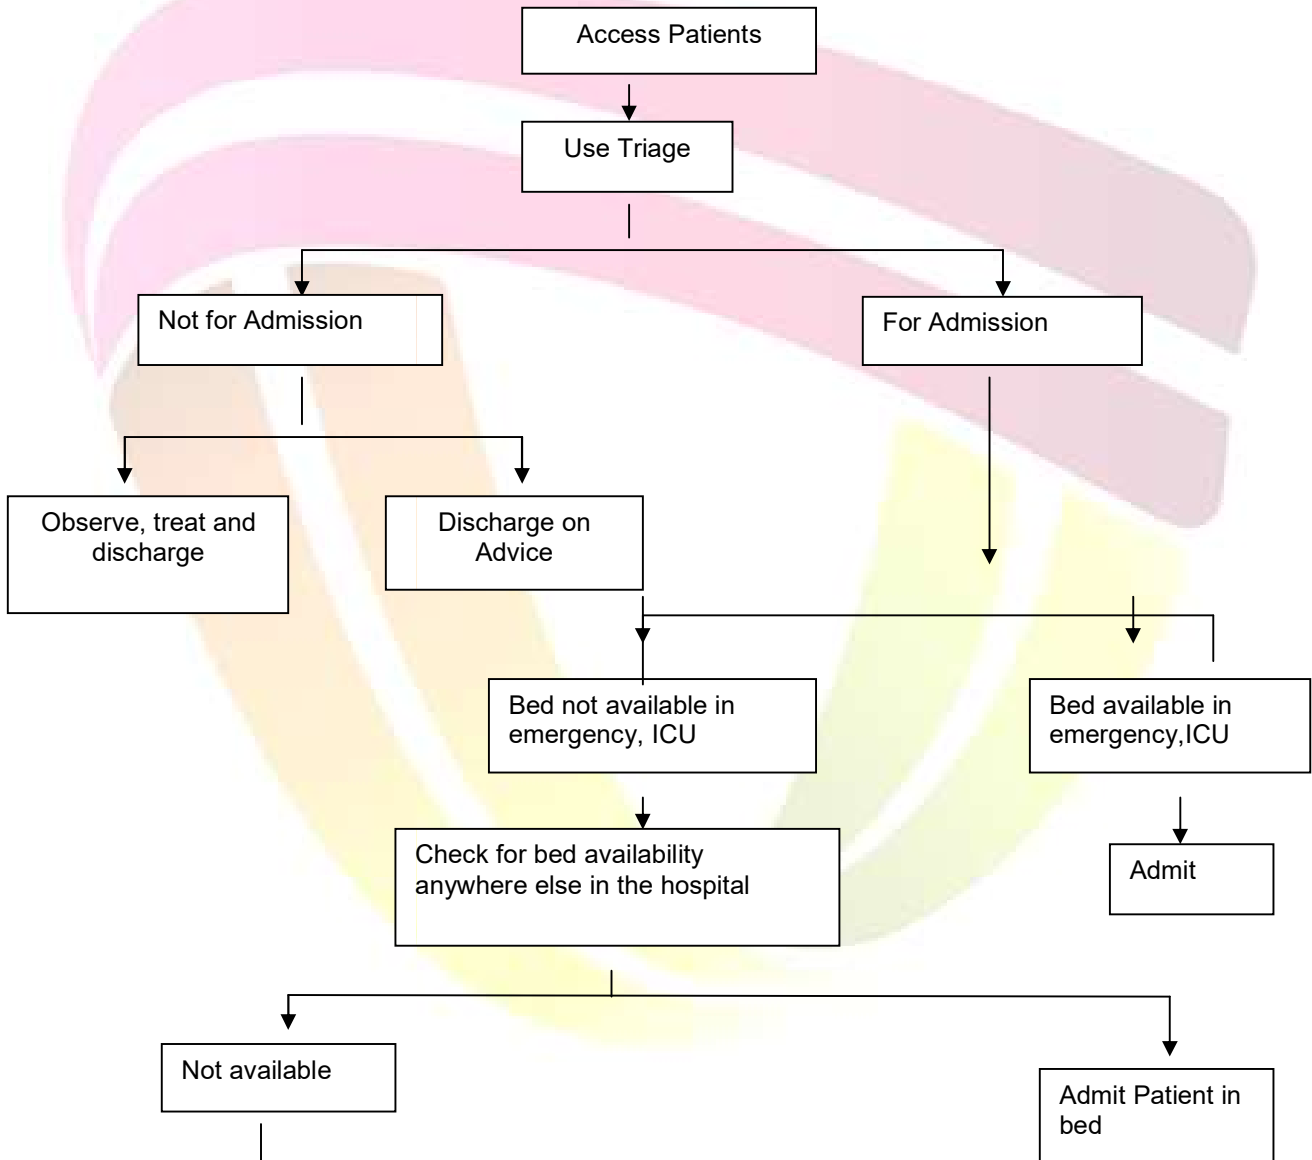 Access Patients
Use Triage
Not for Admission
For Admission
Observe, treat and
discharge
Discharge on
Advice
Bed not available in
emergency, ICU
Bed available in
emergency,ICU
Check for bed availability
anywhere else in the hospital
Admit
Not available
Admit Patient in
bed